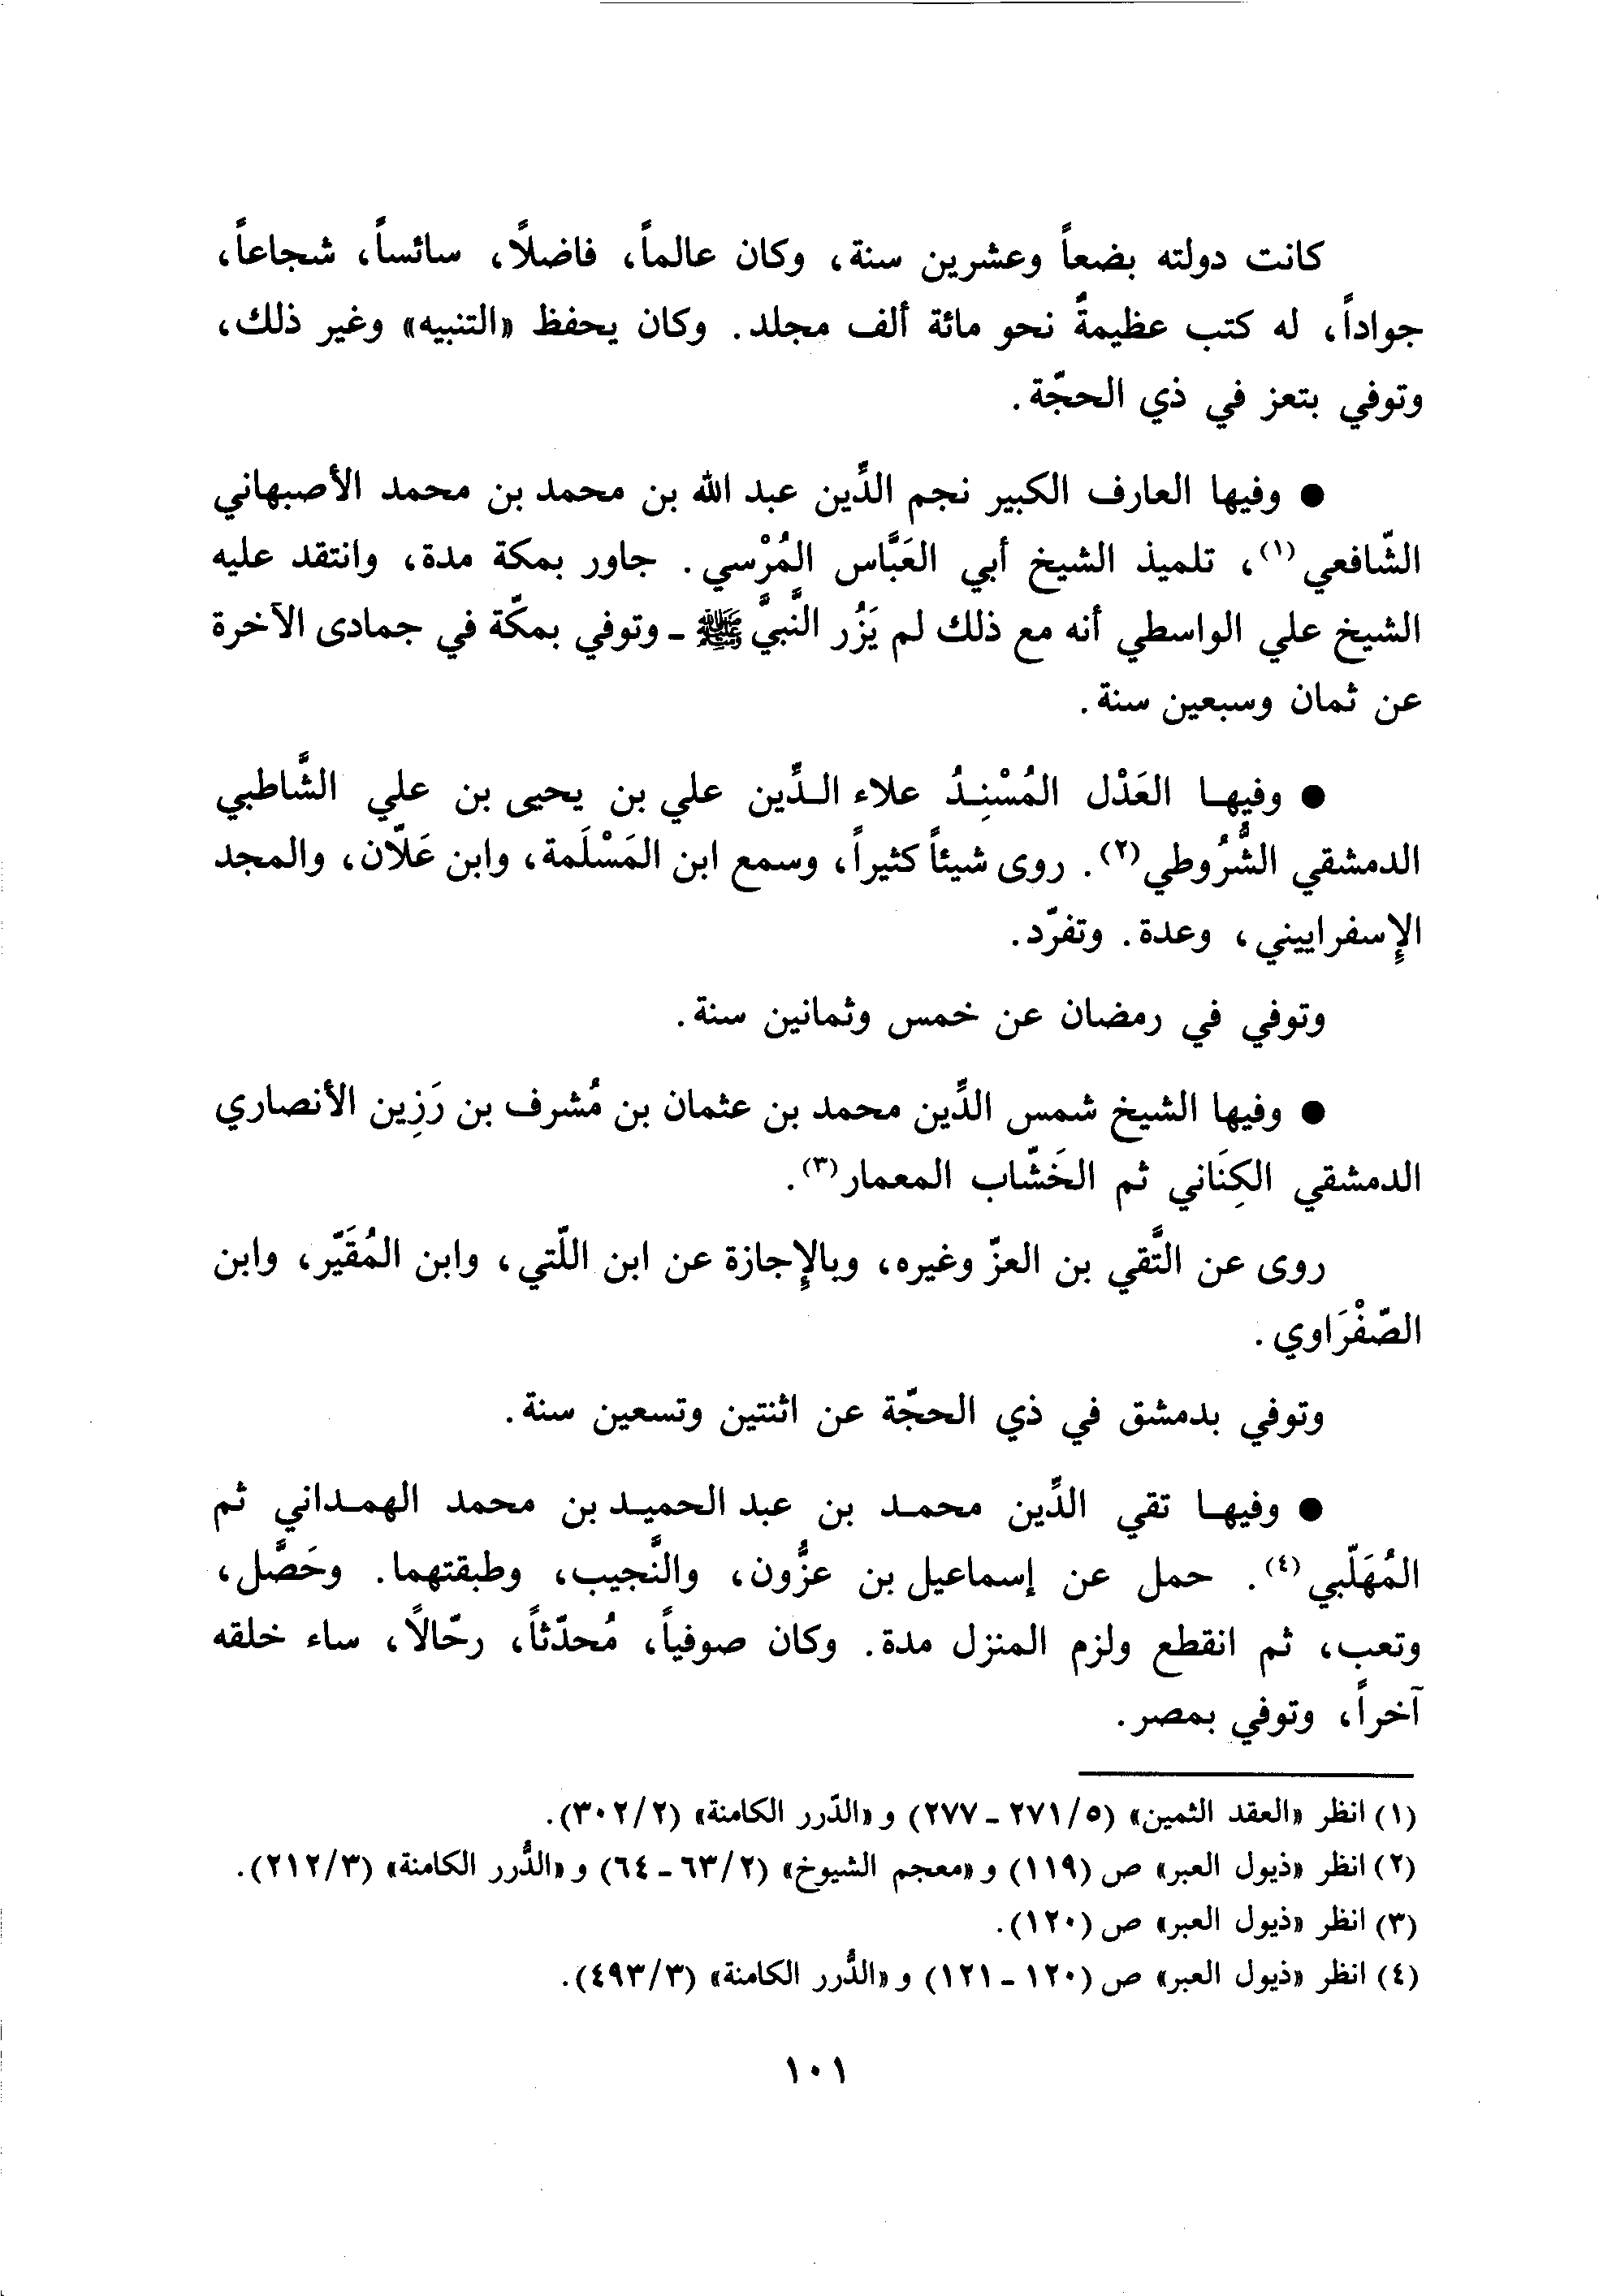 كانت دولته بضعاً وعشرين سنة، وكان عالماً، فاضلاً، سائساً، شجاعاً،
جواداً، له كتب عظيمةٌ نحو مائة ألف مجلد. وكان يحفظ «التنبيه» وغير ذلك،
وتوفي بتعز في ذي الحجّة.
● وفيها العارف الكبير نجم الدِّين عبد الله بن محمد بن محمد الأصبهاني
الشّافعي (١)، تلميذ الشيخ أبي العَبَّاس المُرْسي. جاور بمكة مدة، وانتقد عليه
الشيخ علي الواسطي أنه مع ذلك لم يَزُر النَّبيَّ ﷺ ـ وتوفي بمكّة في جمادى الآخرة
عن ثمان وسبعين سنة.
● وفيها العَدْل المُسْنِدُ علاء الدِّين علي بن يحيى بن علي الشَّاطبي
الدمشقي الشُّرُوطي (٢). روى شيئاً كثيراً، وسمع ابن المَسْلَمة، وابن عَلّان، والمجد
الإِسفراييني، وعدة. وتفرّد.
وتوفي في رمضان عن خمس وثمانين سنة.
● وفيها الشيخ شمس الدِّين محمد بن عثمان بن مُشرف بن رَزِين الأنصاري
الدمشقي الكِنَاني ثم الخَشّاب المعمار (٣).
روى عن التَّقي بن العزّ وغيره، وبالإِجازة عن ابن اللّتي، وابن المُقَيّر، وابن
الصّفْرَاوي.
وتوفي بدمشق في ذي الحجّة عن اثنتين وتسعين سنة.
● وفيها تقي الدِّين محمد بن عبد الحميد بن محمد الهمداني ثم
المُهَلّبي (٤). حمل عن إسماعيل بن عزُّون، والنَّجيب، وطبقتهما. وحَصَّل،
وتعب، ثم انقطع ولزم المنزل مدة. وكان صوفياً، مُحدّثاً، رحّالاً، ساء خلقه
آخراً، وتوفي بمصر.
(١) انظر «العقد الثمين» (٥/ ٢٧١ ـ ٢٧٧) و «الدّرر الكامنة» (٢/ ٣٠٢).
(٢) انظر «ذيول العبر» ص (١١٩) و «معجم الشيوخ» (٢/ ٦٣ ـ ٦٤) و «الدُّرر الكامنة» (٣/ ٢١٢).
(٣) انظر «ذيول العبر» ص (١٢٠).
(٤) انظر «ذيول العبر» ص (١٢٠ ـ ١٢١) و «الدُّرر الكامنة» (٣/ ٤٩٣).
١٠١